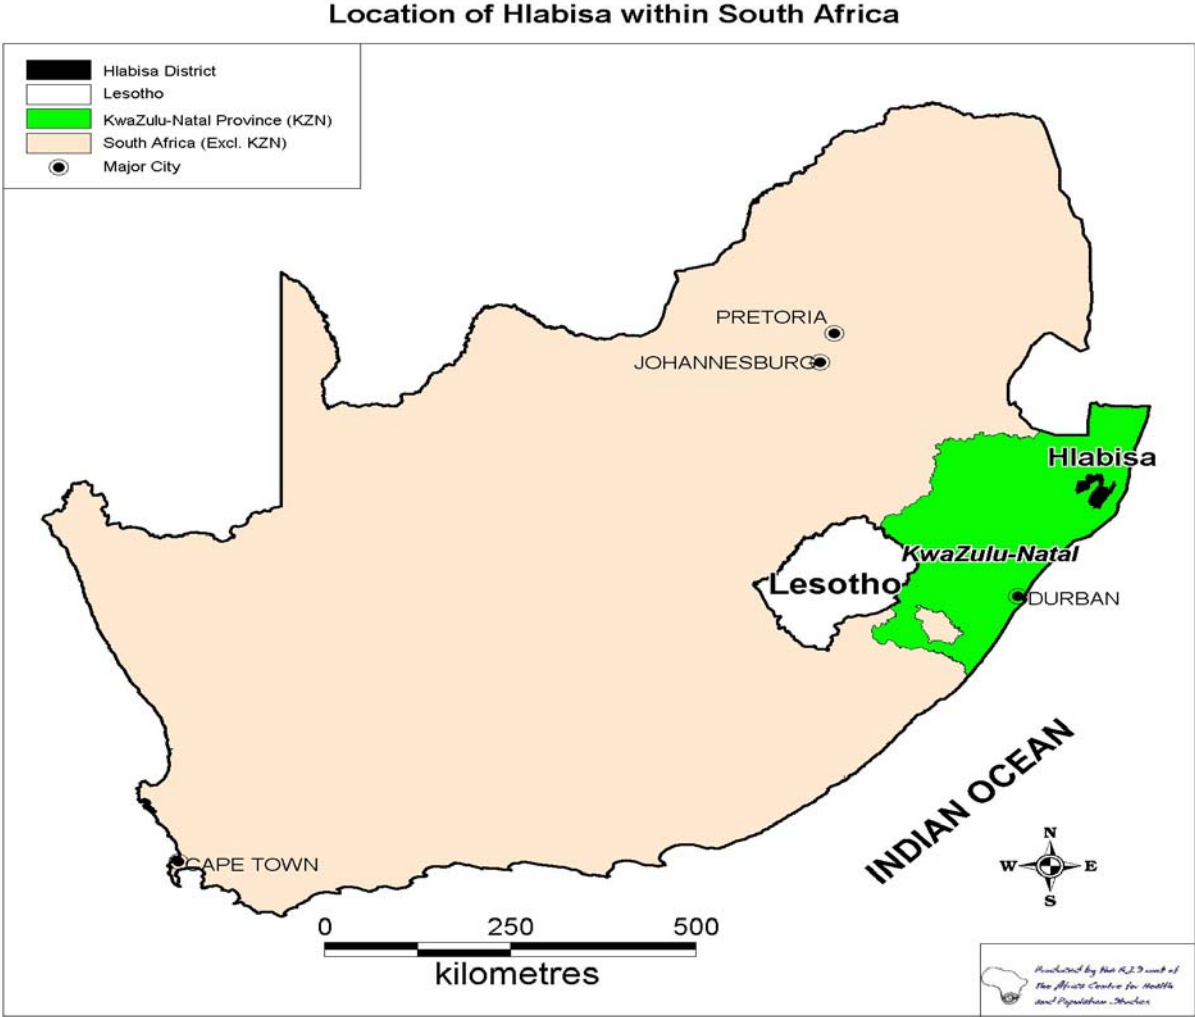 Location of Hlabisa within South Africa
Hlabisa District
Lesotho
KwaZulu-Natal Province (KZN)
South Africa (Excl. KZN)
Major City
PRETORIA
JOHANNESBURG
Hlabisa
KwaZulu-Natal
Lesotho
DURBAN
INDIAN OCEAN
CAPE TOWN
N
W E
S
0 250 500
kilometres
Produced by the G.I.S unit of
The Africa Centre for Health
and Population Studies